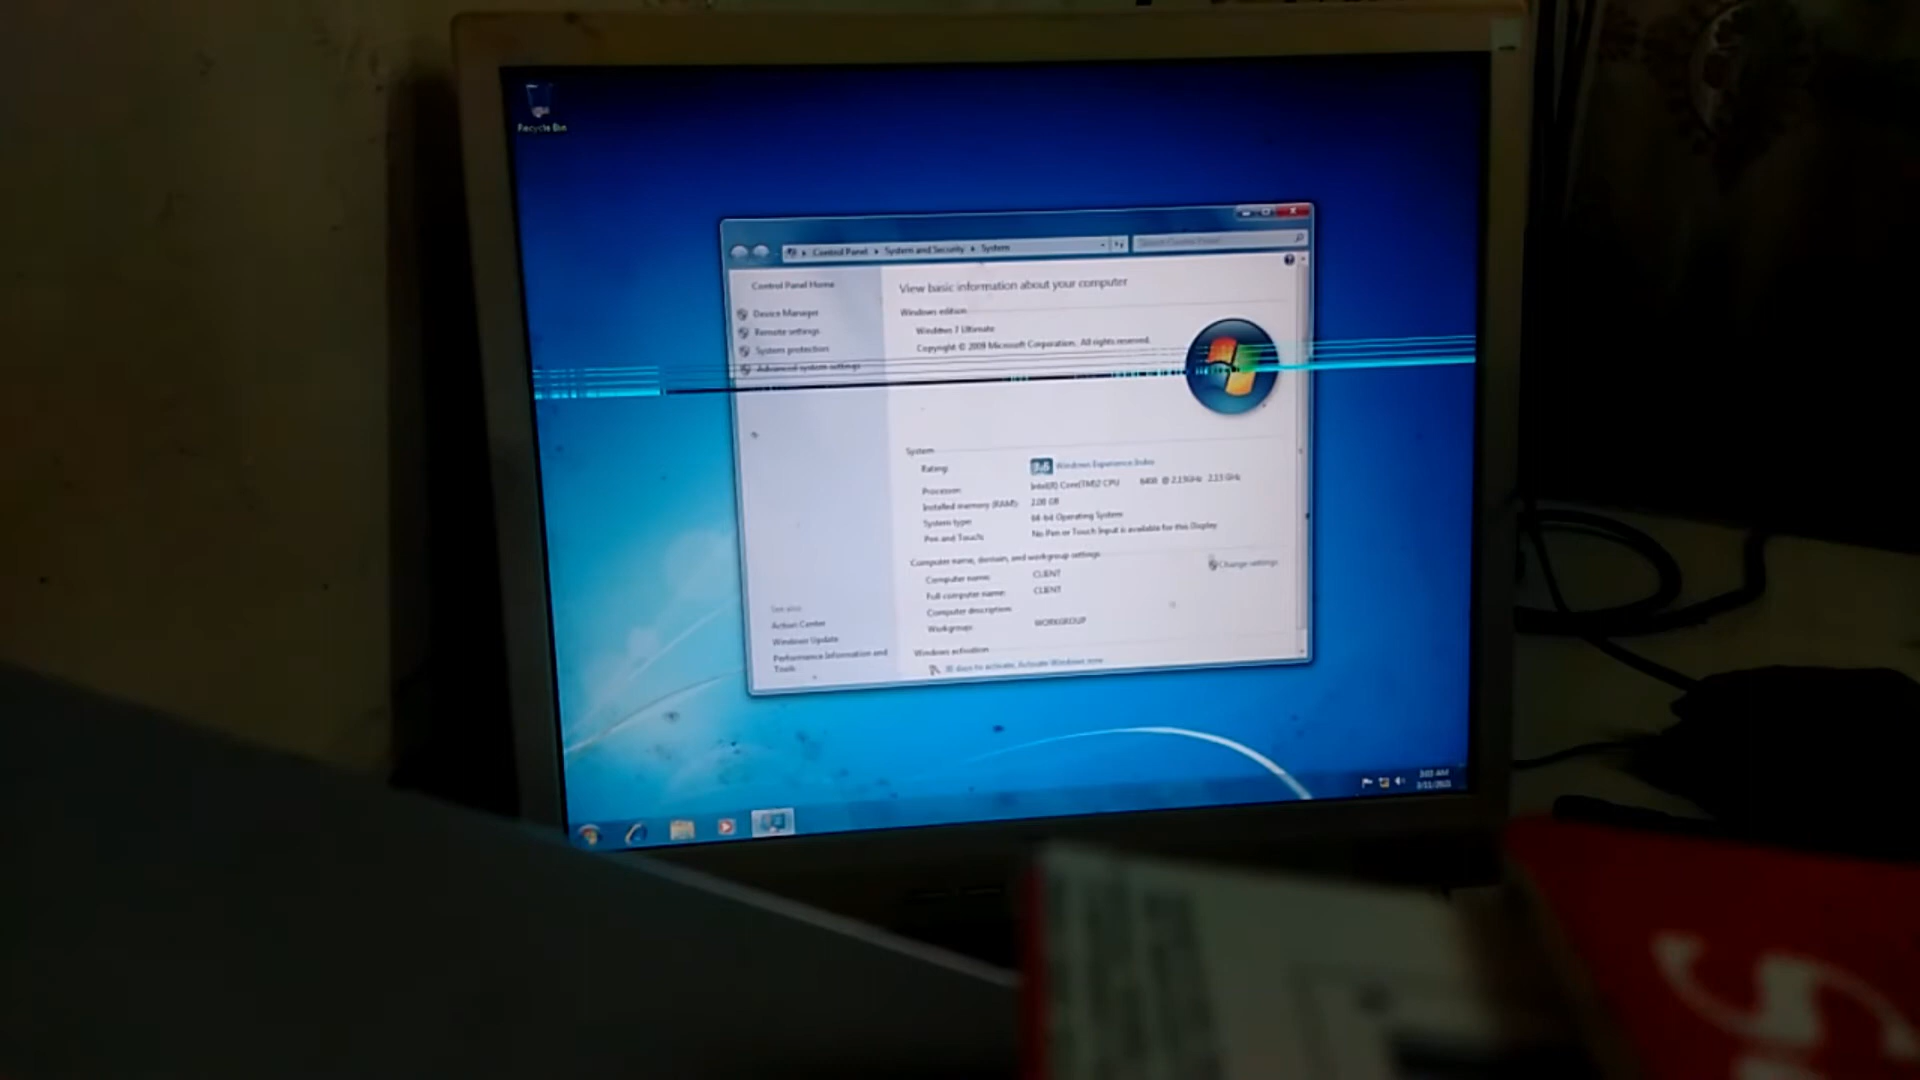 Recycle Bin
Control Panel System and Security System
Search Control Panel
Control Panel Home
Device Manager
Remote settings
System protection
Advanced system settings
View basic information about your computer
Windows edition
Windows 7 Ultimate
Copyright © 2009 Microsoft Corporation. All rights reserved.
System
Rating:
Windows Experience Index
Processor:
Intel(R) Core(TM)2 CPU 6400 @ 2.13GHz 2.13 GHz
Installed memory (RAM):
2.00 GB
System type:
64-bit Operating System
Pen and Touch:
No Pen or Touch Input is available for this Display
Computer name, domain, and workgroup settings
Computer name:
CLIENT
Change settings
Full computer name:
CLIENT
Computer description:
Workgroup:
WORKGROUP
Windows activation
30 days to activate. Activate Windows now
See also
Action Center
Windows Update
Performance Information and
Tools
3:03 AM